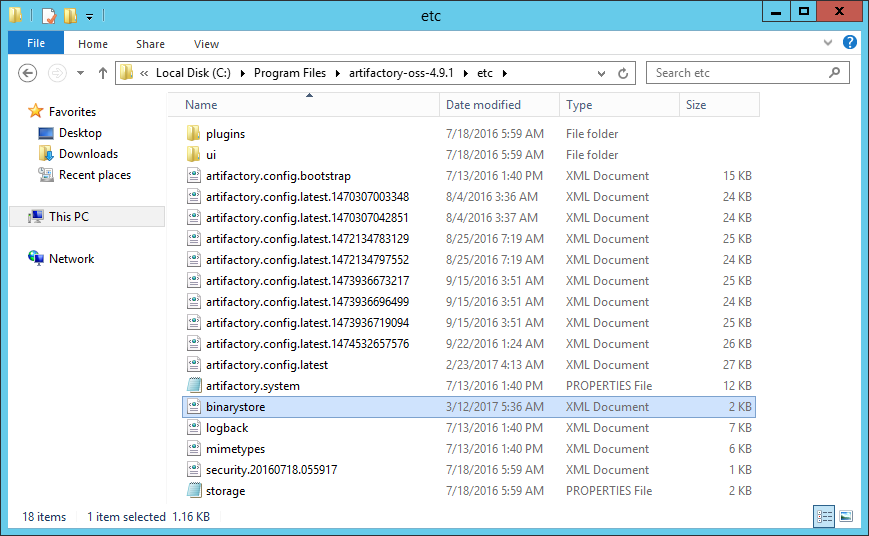 etc
File Home Share View
« Local Disk (C:) Program Files artifactory-oss-4.9.1 etc Search etc
Favorites
Desktop
Downloads
Recent places
This PC
Network
Name Date modified Type Size
plugins 7/18/2016 5:59 AM File folder
ui 7/18/2016 5:59 AM File folder
artifactory.config.bootstrap 7/13/2016 1:40 PM XML Document 15 KB
artifactory.config.latest.1470307003348 8/4/2016 3:36 AM XML Document 24 KB
artifactory.config.latest.1470307042851 8/4/2016 3:37 AM XML Document 24 KB
artifactory.config.latest.1472134783129 8/25/2016 7:19 AM XML Document 25 KB
artifactory.config.latest.1472134797552 8/25/2016 7:19 AM XML Document 24 KB
artifactory.config.latest.1473936673217 9/15/2016 3:51 AM XML Document 25 KB
artifactory.config.latest.1473936696499 9/15/2016 3:51 AM XML Document 24 KB
artifactory.config.latest.1473936719094 9/15/2016 3:51 AM XML Document 25 KB
artifactory.config.latest.1474532657576 9/22/2016 1:24 AM XML Document 26 KB
artifactory.config.latest 2/23/2017 4:13 AM XML Document 27 KB
artifactory.system 7/13/2016 1:40 PM PROPERTIES File 12 KB
binarystore 3/12/2017 5:36 AM XML Document 2 KB
logback 7/13/2016 1:40 PM XML Document 7 KB
mimetypes 7/13/2016 1:40 PM XML Document 6 KB
security.20160718.055917 7/18/2016 5:59 AM XML Document 1 KB
storage 7/18/2016 5:59 AM PROPERTIES File 2 KB
18 items 1 item selected 1.16 KB